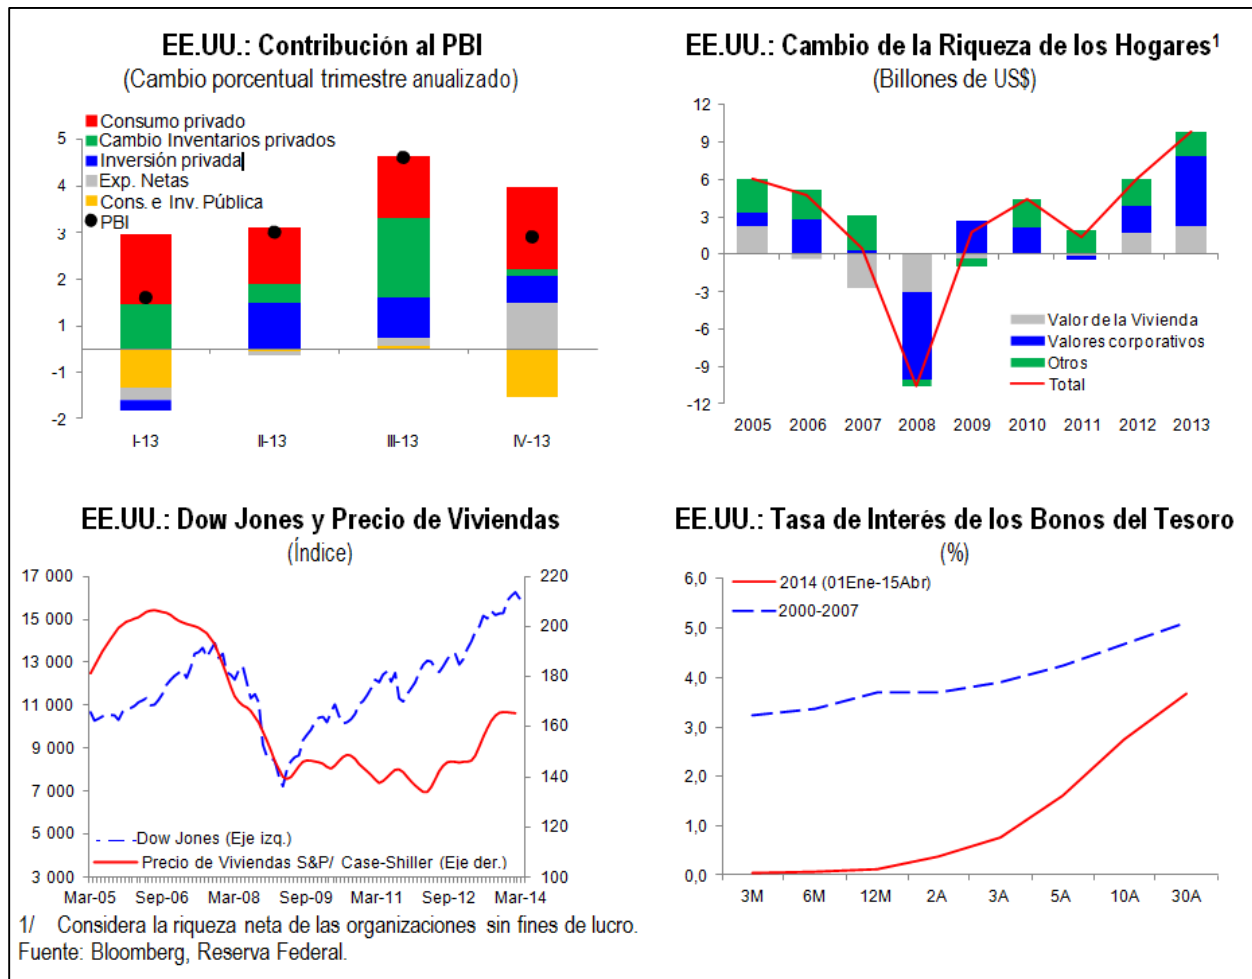 EE.UU.: Contribución al PBI
(Cambio porcentual trimestre anualizado)
Consumo privado
Cambio Inventarios privados
Inversión privada
Exp. Netas
Cons. e Inv. Pública
PBI
5
4
3
2
1
-1
-2
I-13
II-13
III-13
IV-13
EE.UU.: Cambio de la Riqueza de los Hogares¹
(Billones de US$)
12
9
6
3
0
-3
-6
-9
-12
Valor de la Vivienda
Valores corporativos
Otros
Total
2005 2006 2007 2008 2009 2010 2011 2012 2013
EE.UU.: Dow Jones y Precio de Viviendas
(Índice)
17 000
15 000
13 000
11 000
9 000
7 000
5 000
3 000
220
200
180
160
140
120
100
Dow Jones (Eje izq.)
Precio de Viviendas S&P/ Case-Shiller (Eje der.)
Mar-05 Sep-06 Mar-08 Sep-09 Mar-11 Sep-12 Mar-14
EE.UU.: Tasa de Interés de los Bonos del Tesoro
(%)
6,0
5,0
4,0
3,0
2,0
1,0
0,0
2014 (01Ene-15Abr)
2000-2007
3M 6M 12M 2A 3A 5A 10A 30A
1/ Considera la riqueza neta de las organizaciones sin fines de lucro.
Fuente: Bloomberg, Reserva Federal.